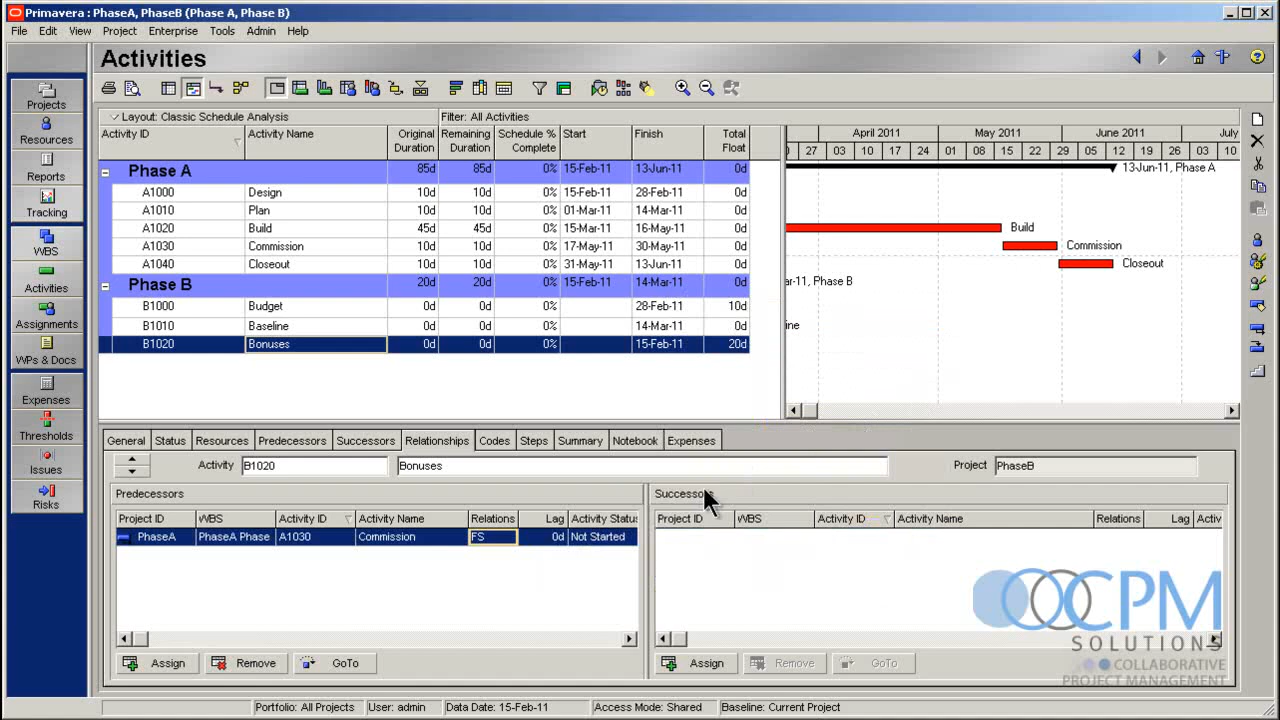 Primavera : PhaseA, PhaseB (Phase A, Phase B)
File Edit View Project Enterprise Tools Admin Help
Activities
Projects
Resources
Reports
Tracking
WBS
Activities
Assignments
WPs & Docs
Expenses
Thresholds
Issues
Risks
Layout: Classic Schedule Analysis Filter: All Activities
Activity ID Activity Name Original Duration Remaining Duration Schedule % Complete Start Finish Total Float
Phase A 85d 85d 0% 15-Feb-11 13-Jun-11 0d
A1000 Design 10d 10d 0% 15-Feb-11 28-Feb-11 0d
A1010 Plan 10d 10d 0% 01-Mar-11 14-Mar-11 0d
A1020 Build 45d 45d 0% 15-Mar-11 16-May-11 0d
A1030 Commission 10d 10d 0% 17-May-11 30-May-11 0d
A1040 Closeout 10d 10d 0% 31-May-11 13-Jun-11 0d
Phase B 20d 20d 0% 15-Feb-11 14-Mar-11 0d
B1000 Budget 0d 0d 0% 28-Feb-11 10d
B1010 Baseline 0d 0d 0% 14-Mar-11 0d
B1020 Bonuses 0d 0d 0% 15-Feb-11 20d
April 2011 May 2011 June 2011 July
27 03 10 17 24 01 08 15 22 29 05 12 19 26 03 10
13-Jun-11, Phase A
Build
Commission
Closeout
ar-11, Phase B
ine
General Status Resources Predecessors Successors Relationships Codes Steps Summary Notebook Expenses
Activity B1020 Bonuses Project PhaseB
Predecessors
Project ID WBS Activity ID Activity Name Relations Lag Activity Status
PhaseA PhaseA Phase A1030 Commission FS 0d Not Started
Assign Remove GoTo
Successors
Project ID WBS Activity ID Activity Name Relations Lag Activ
Assign Remove GoTo
CPM
SOLUTIONS
COLLABORATIVE
PROJECT MANAGEMENT
Portfolio: All Projects User: admin Data Date: 15-Feb-11 Access Mode: Shared Baseline: Current Project